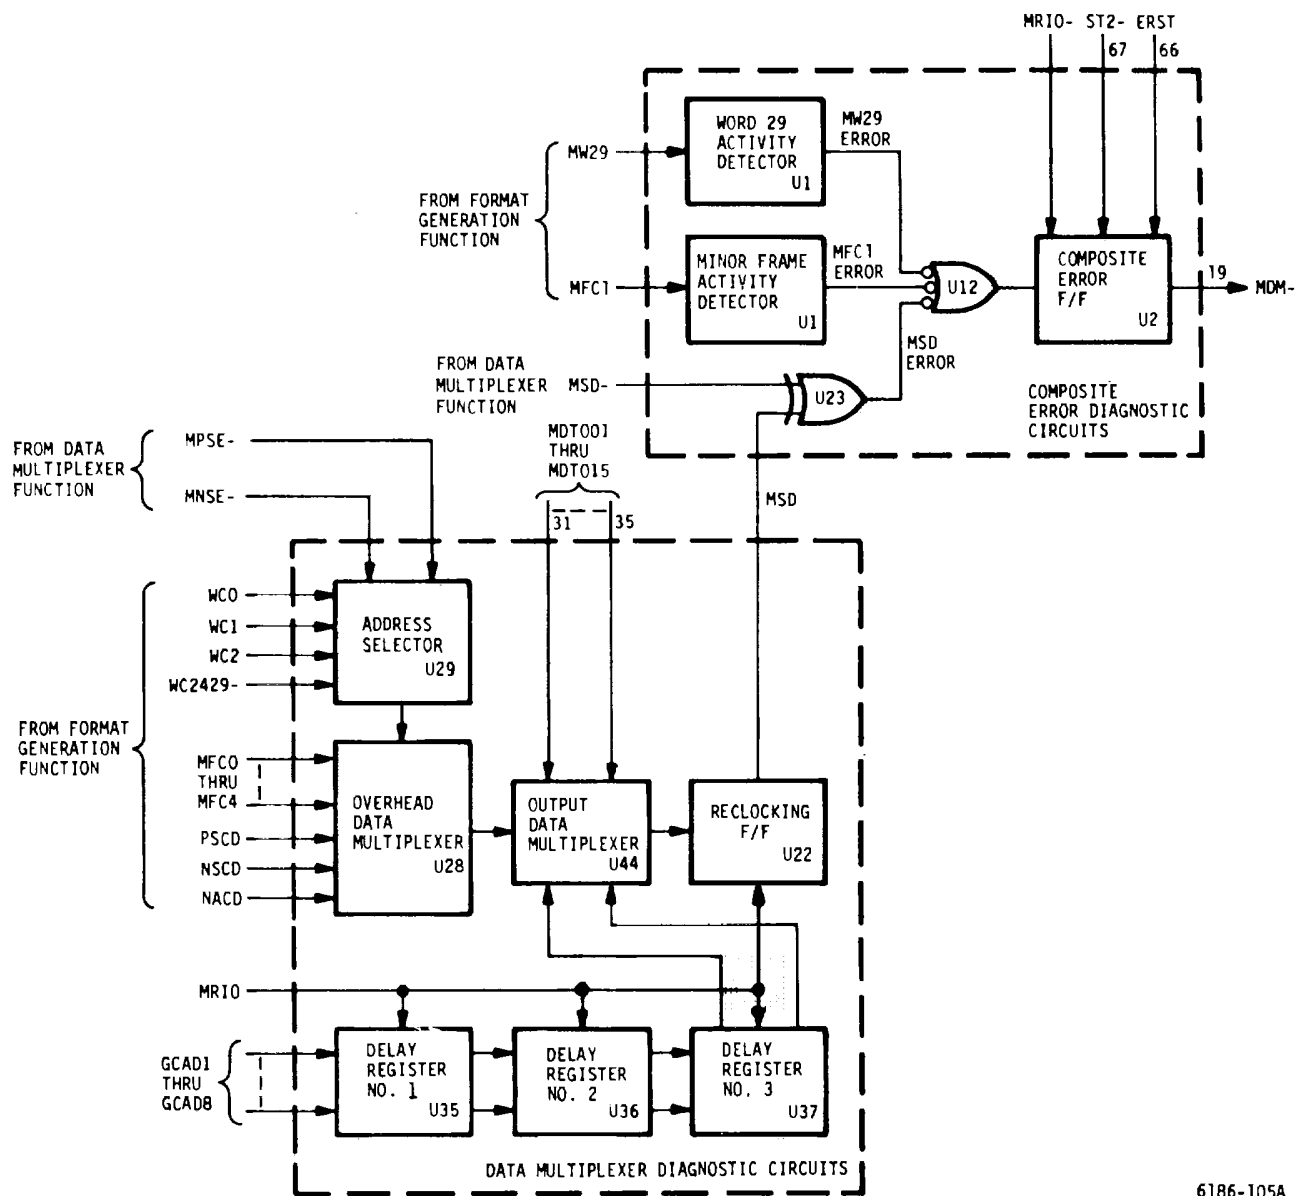 MRIO- ST2- ERST
67
66
WORD 29
ACTIVITY
DETECTOR
U1
MW29
ERROR
MW29
FROM FORMAT
GENERATION
FUNCTION
MFC1
MINOR FRAME
ACTIVITY
DETECTOR
U1
MFC1
ERROR
U12
COMPOSITE
ERROR
F/F
U2
19
MDM-
MSD
ERROR
FROM DATA
MULTIPLEXER
FUNCTION
MSD-
U23
COMPOSITE
ERROR DIAGNOSTIC
CIRCUITS
MDT001
THRU
MDT015
FROM DATA
MULTIPLEXER
FUNCTION
MPSE-
MNSE-
31
35
MSD
WC0
WC1
WC2
WC2429-
ADDRESS
SELECTOR
U29
FROM FORMAT
GENERATION
FUNCTION
MFC0
THRU
MFC4
PSCD
NSCD
NACD
OVERHEAD
DATA
MULTIPLEXER
U28
OUTPUT
DATA
MULTIPLEXER
U44
RECLOCKING
F/F
U22
MRIO
GCAD1
THRU
GCAD8
DELAY
REGISTER
NO. 1
U35
DELAY
REGISTER
NO. 2
U36
DELAY
REGISTER
NO. 3
U37
DATA MULTIPLEXER DIAGNOSTIC CIRCUITS
6186-105A